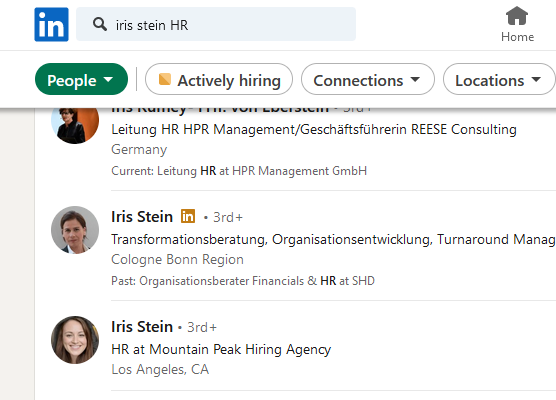 in
iris stein HR
Home
People
Actively hiring
Connections
Locations
Iris Ramey- Fr. von Eberstein • 3rd+
Leitung HR HPR Management/Geschäftsführerin REESE Consulting
Germany
Current: Leitung HR at HPR Management GmbH
Iris Stein in • 3rd+
Transformationsberatung, Organisationsentwicklung, Turnaround Manag
Cologne Bonn Region
Past: Organisationsberater Financials & HR at SHD
Iris Stein • 3rd+
HR at Mountain Peak Hiring Agency
Los Angeles, CA